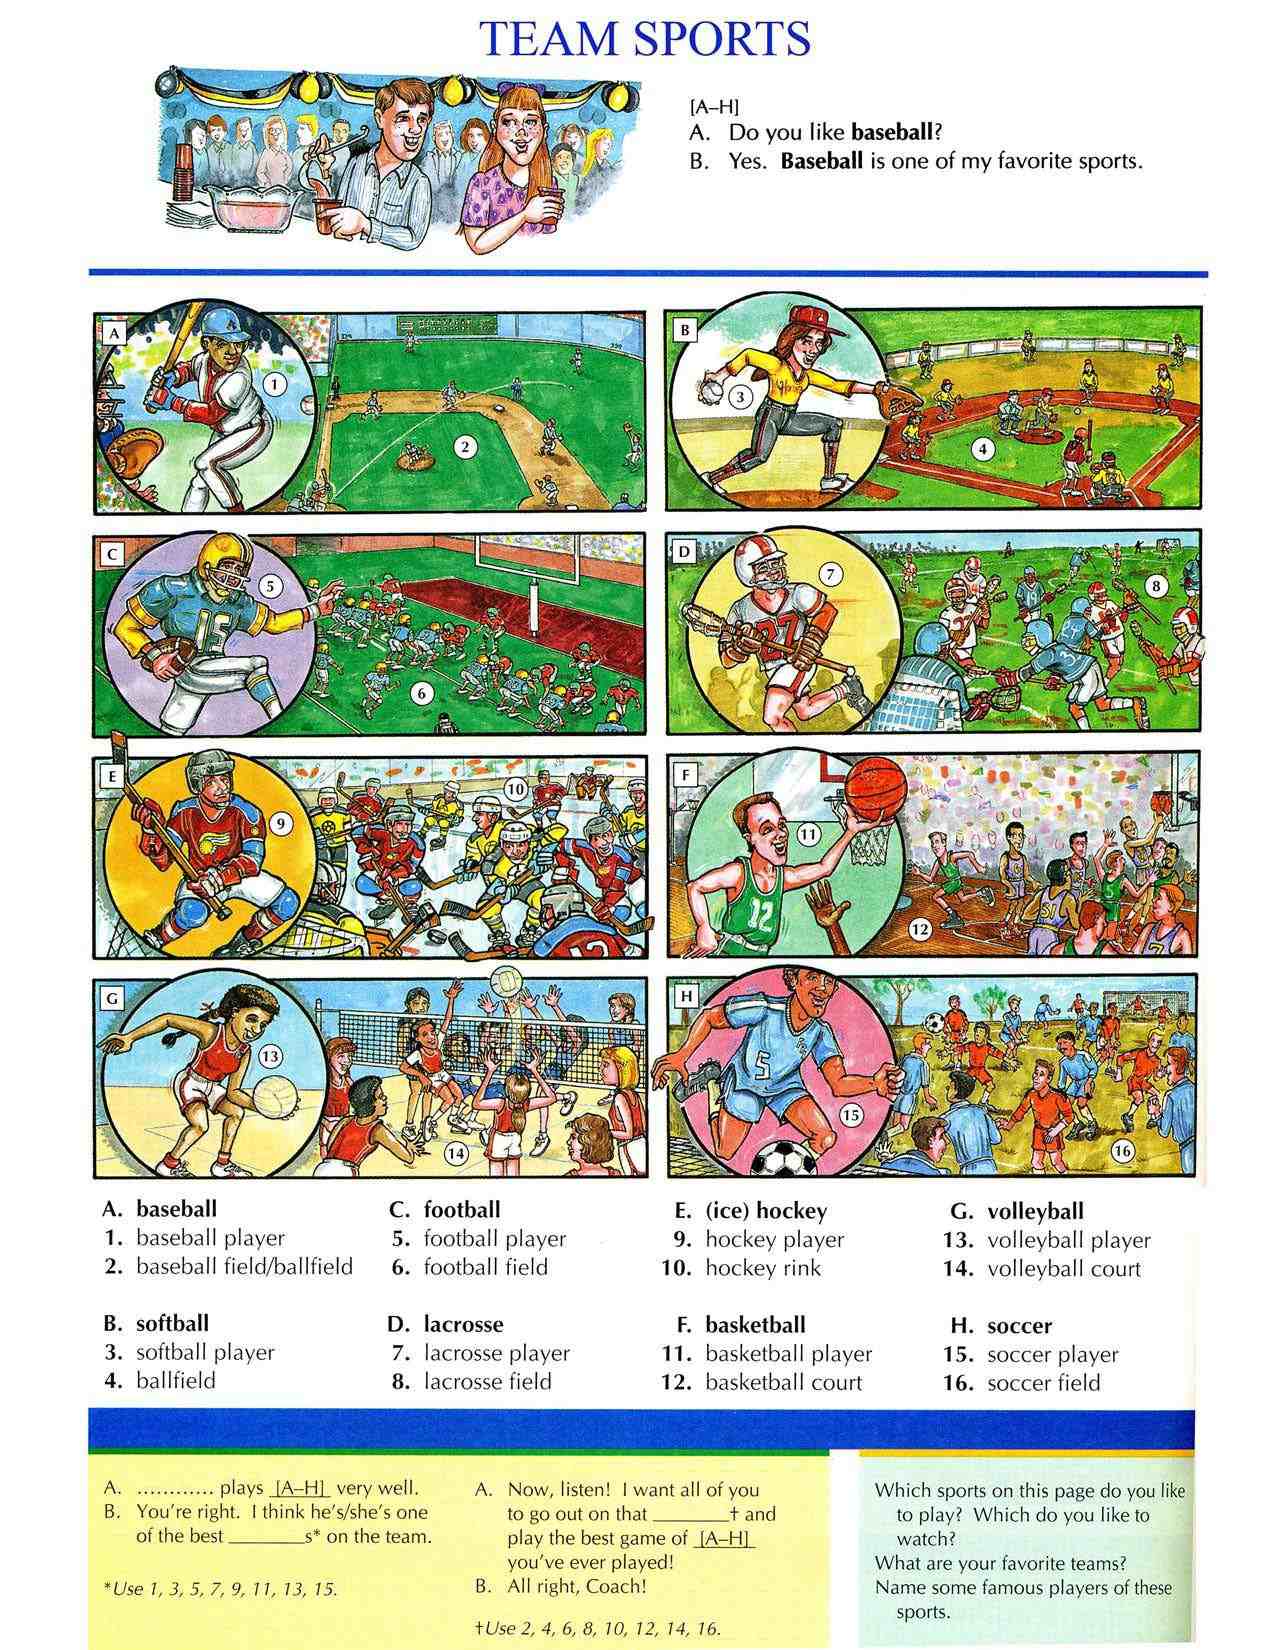 TEAM SPORTS
[A–H]
A. Do you like baseball?
B. Yes. Baseball is one of my favorite sports.
A
1
2
B
3
4
C
5
15
6
D
7
8
E
9
10
F
11
12
12
G
13
14
H
5
15
16
A. baseball
1. baseball player
2. baseball field/ballfield
B. softball
3. softball player
4. ballfield
C. football
5. football player
6. football field
D. lacrosse
7. lacrosse player
8. lacrosse field
E. (ice) hockey
9. hockey player
10. hockey rink
F. basketball
11. basketball player
12. basketball court
G. volleyball
13. volleyball player
14. volleyball court
H. soccer
15. soccer player
16. soccer field
A. ............ plays [A–H] very well.
B. You're right. I think he's/she's one
of the best ________s* on the team.
*Use 1, 3, 5, 7, 9, 11, 13, 15.
A. Now, listen! I want all of you
to go out on that ________† and
play the best game of [A–H]
you've ever played!
B. All right, Coach!
†Use 2, 4, 6, 8, 10, 12, 14, 16.
Which sports on this page do you like
to play? Which do you like to
watch?
What are your favorite teams?
Name some famous players of these
sports.